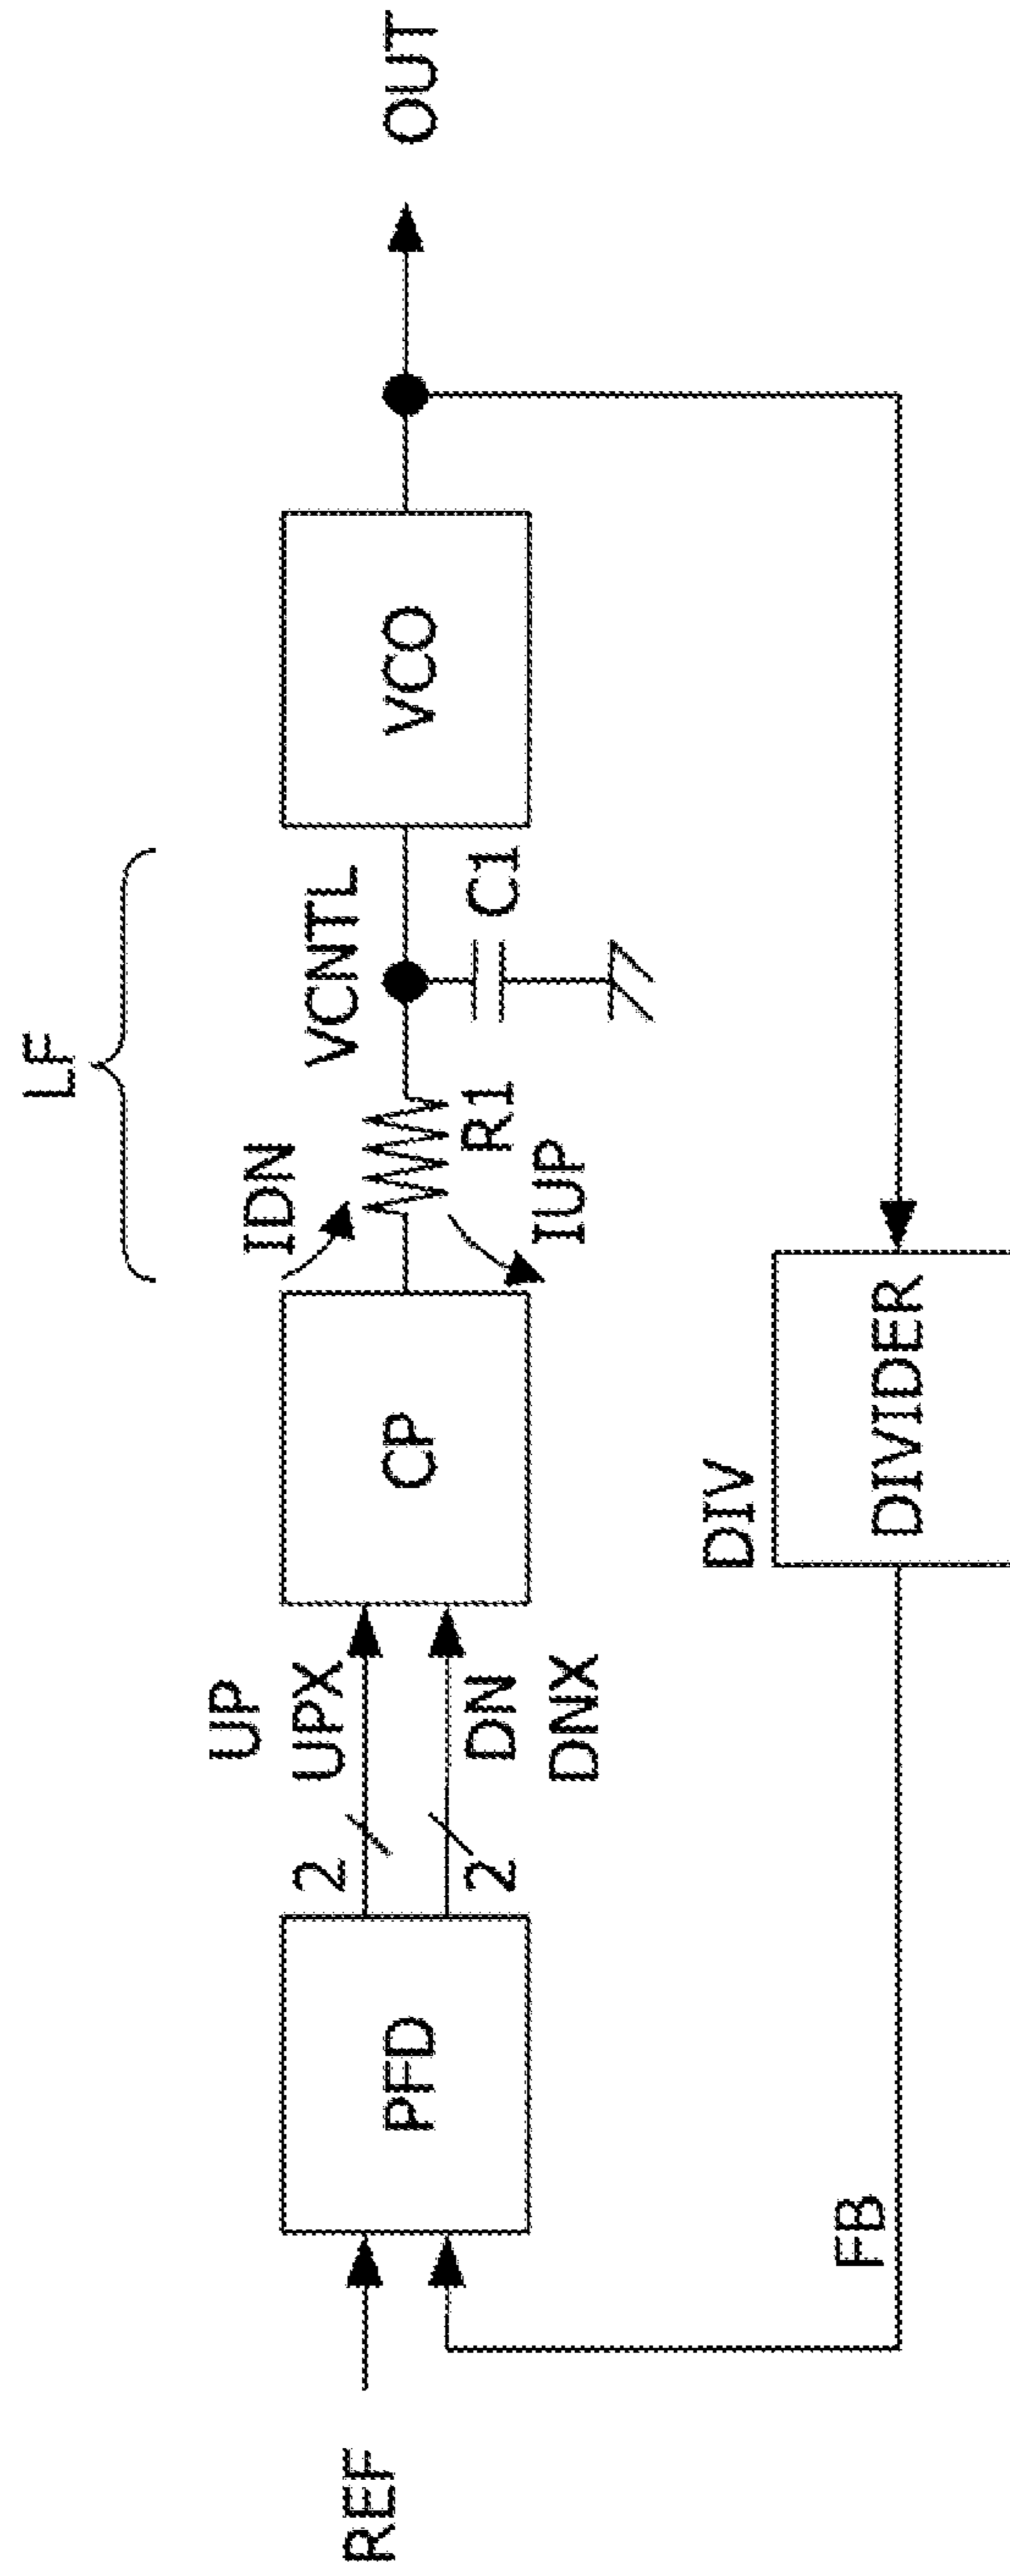 LF
IDN
VCNTL
UP
UPX
2
REF
PFD
CP
R1
C1
VCO
OUT
2
DN
DNX
IUP
DIV
FB
DIVIDER